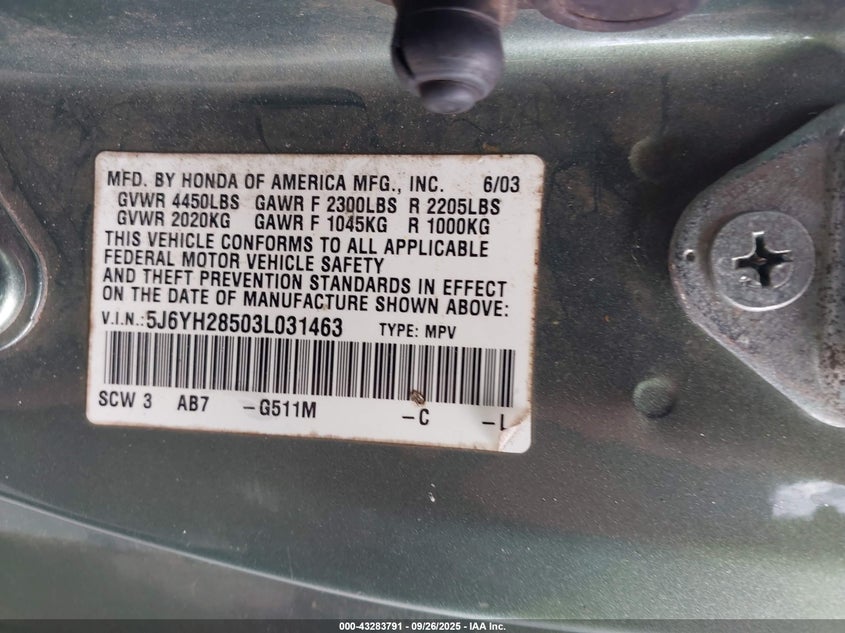 MFD. BY HONDA OF AMERICA MFG., INC. 6/03
GVWR 4450LBS GAWR F 2300LBS R 2205LBS
GVWR 2020KG GAWR F 1045KG R 1000KG
THIS VEHICLE CONFORMS TO ALL APPLICABLE
FEDERAL MOTOR VEHICLE SAFETY
AND THEFT PREVENTION STANDARDS IN EFFECT
ON THE DATE OF MANUFACTURE SHOWN ABOVE:
V.I.N.:5J6YH28503L031463 TYPE: MPV
SCW 3 AB7 -G511M -C -L
000-43283791 - 09/26/2025 - IAA Inc.